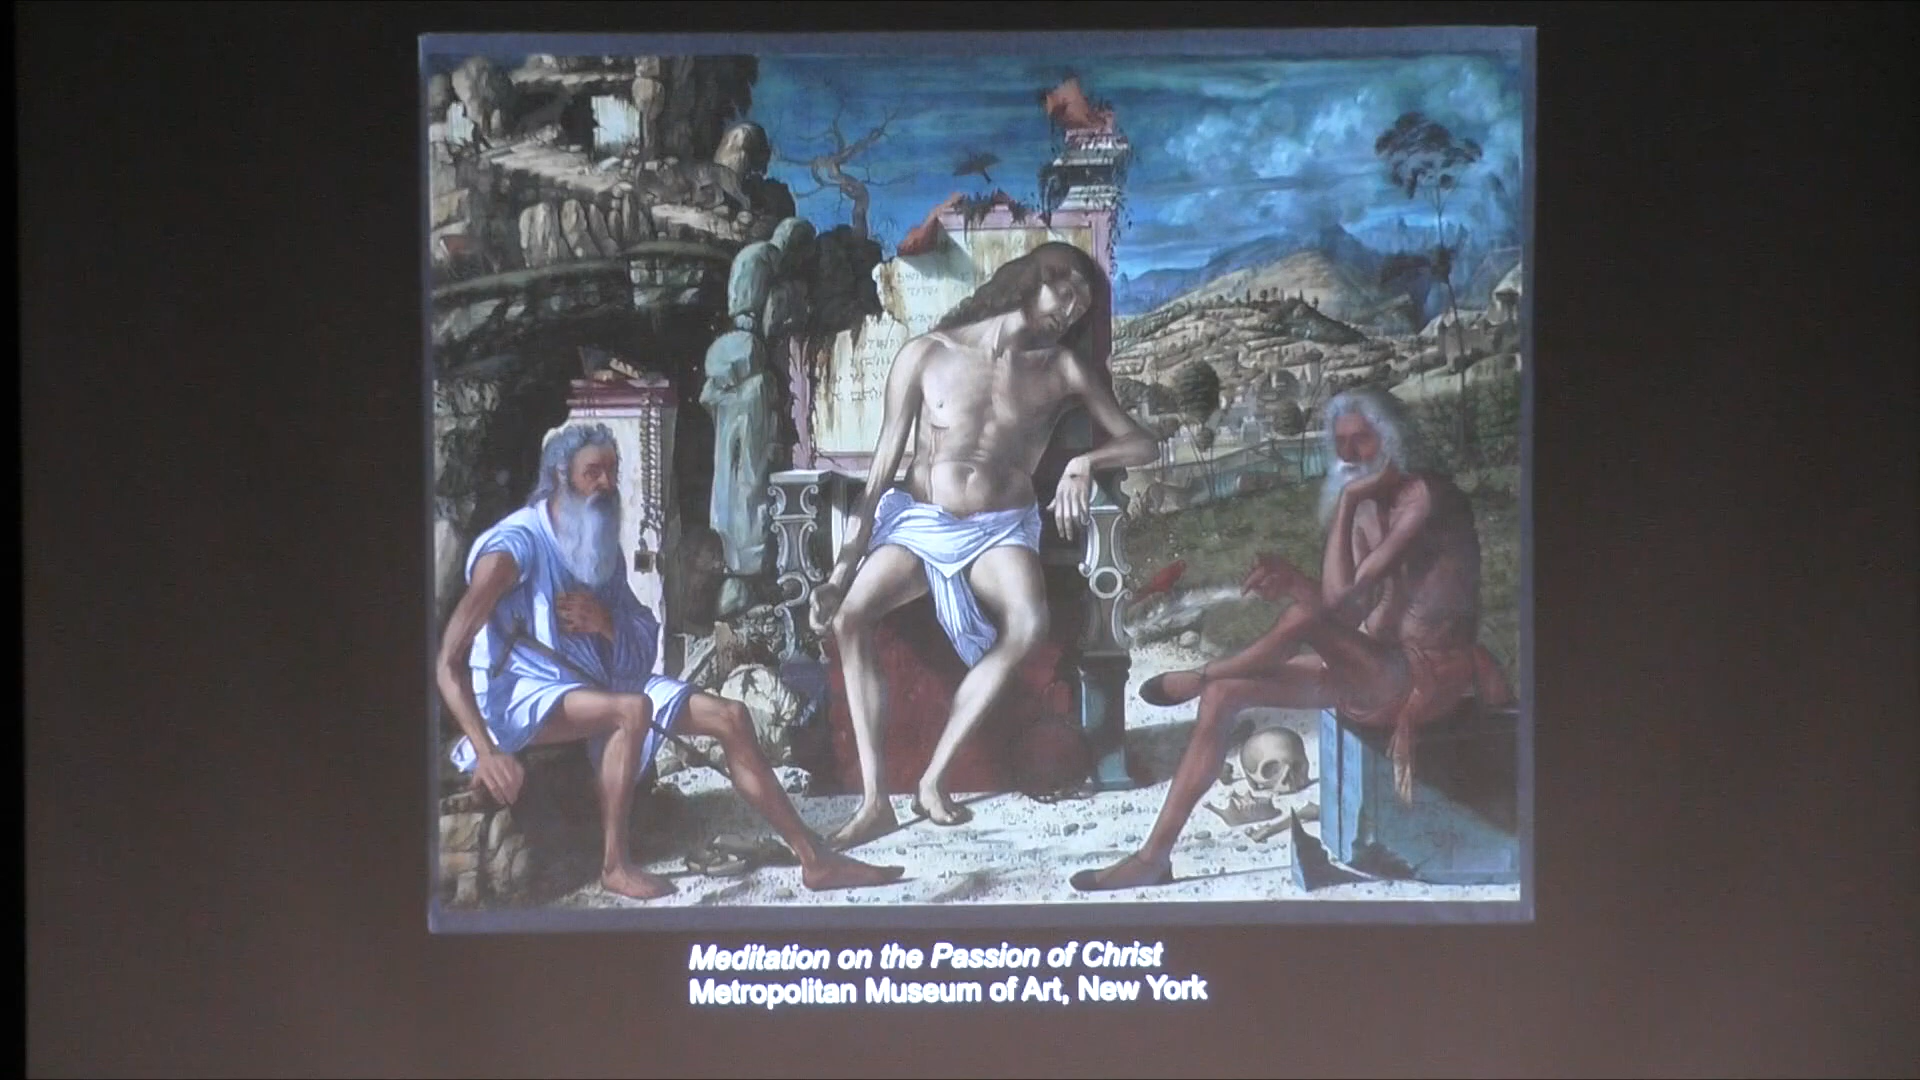 Meditation on the Passion of Christ
Metropolitan Museum of Art, New York